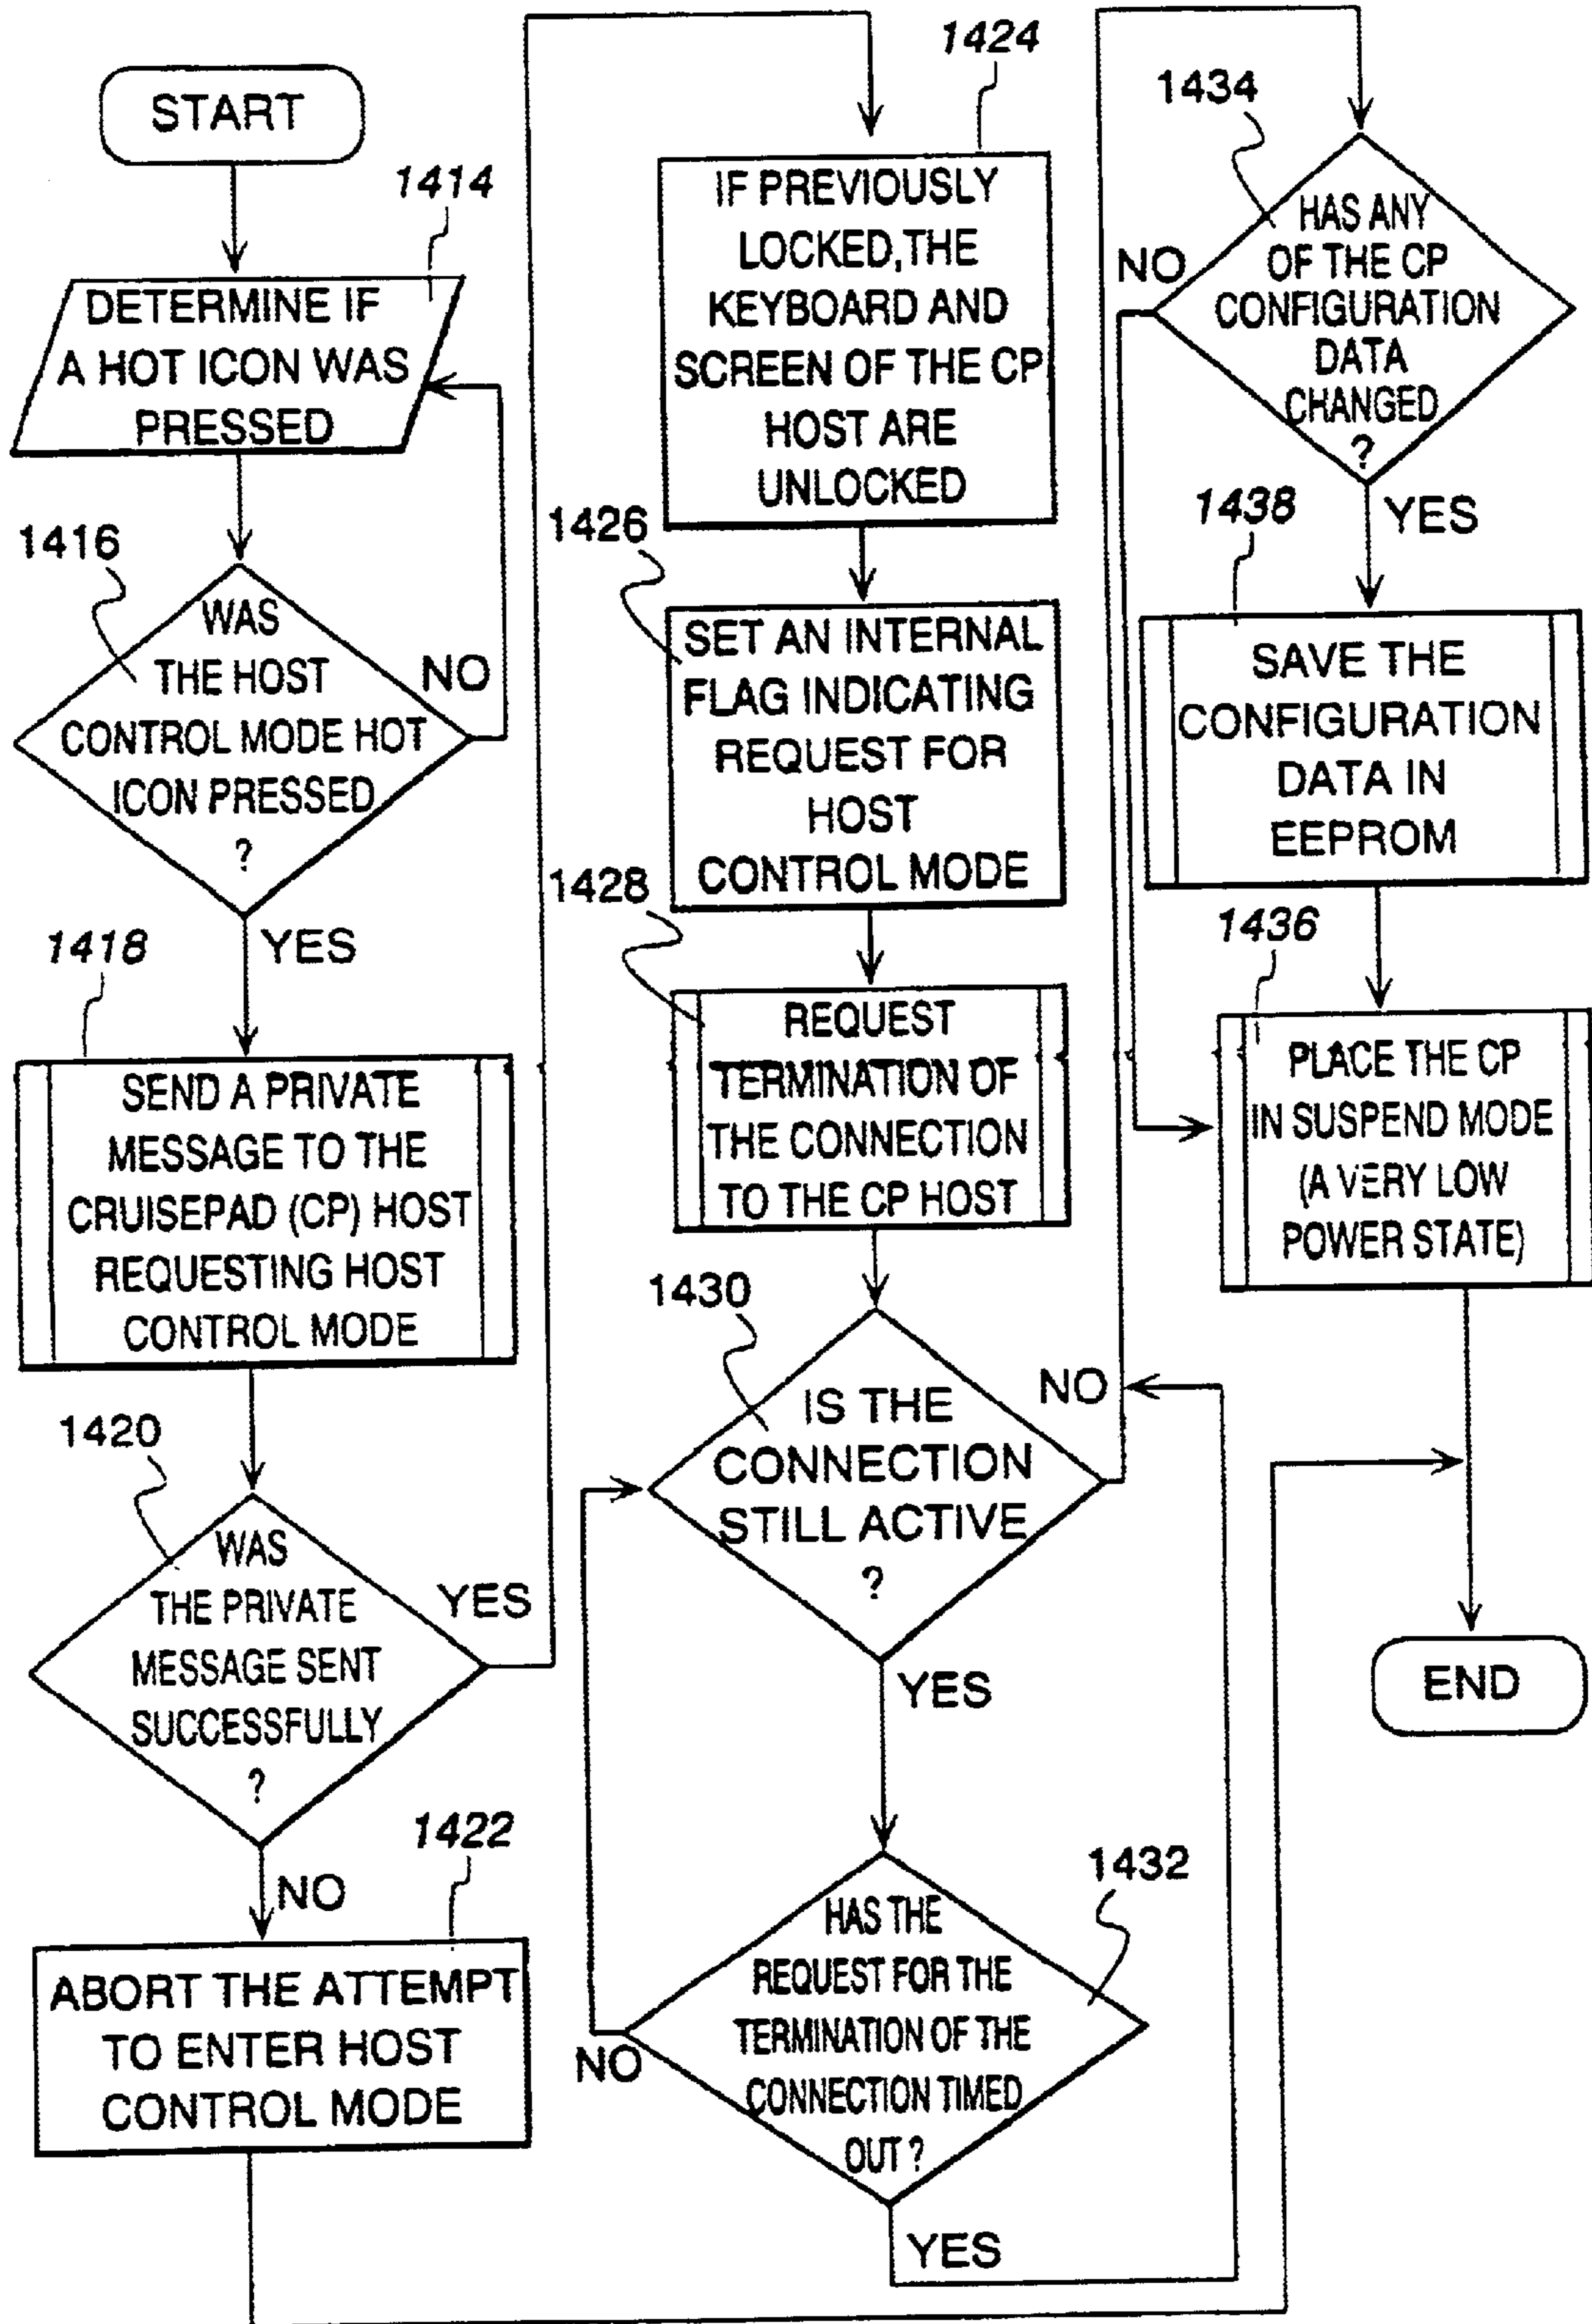 START
1414
DETERMINE IF
A HOT ICON WAS
PRESSED
1416
WAS
THE HOST
CONTROL MODE HOT
ICON PRESSED
?
NO
YES
1418
SEND A PRIVATE
MESSAGE TO THE
CRUISEPAD (CP) HOST
REQUESTING HOST
CONTROL MODE
1420
WAS
THE PRIVATE
MESSAGE SENT
SUCCESSFULLY
?
YES
NO
1422
ABORT THE ATTEMPT
TO ENTER HOST
CONTROL MODE
1424
IF PREVIOUSLY
LOCKED, THE
KEYBOARD AND
SCREEN OF THE CP
HOST ARE
UNLOCKED
1426
SET AN INTERNAL
FLAG INDICATING
REQUEST FOR
HOST
CONTROL MODE
1428
REQUEST
TERMINATION OF
THE CONNECTION
TO THE CP HOST
1430
IS THE
CONNECTION
STILL ACTIVE
?
NO
YES
1432
HAS THE
REQUEST FOR THE
TERMINATION OF THE
CONNECTION TIMED
OUT ?
NO
YES
1434
HAS ANY
OF THE CP
CONFIGURATION
DATA
CHANGED
?
NO
YES
1438
SAVE THE
CONFIGURATION
DATA IN
EEPROM
1436
PLACE THE CP
IN SUSPEND MODE
(A VERY LOW
POWER STATE)
END